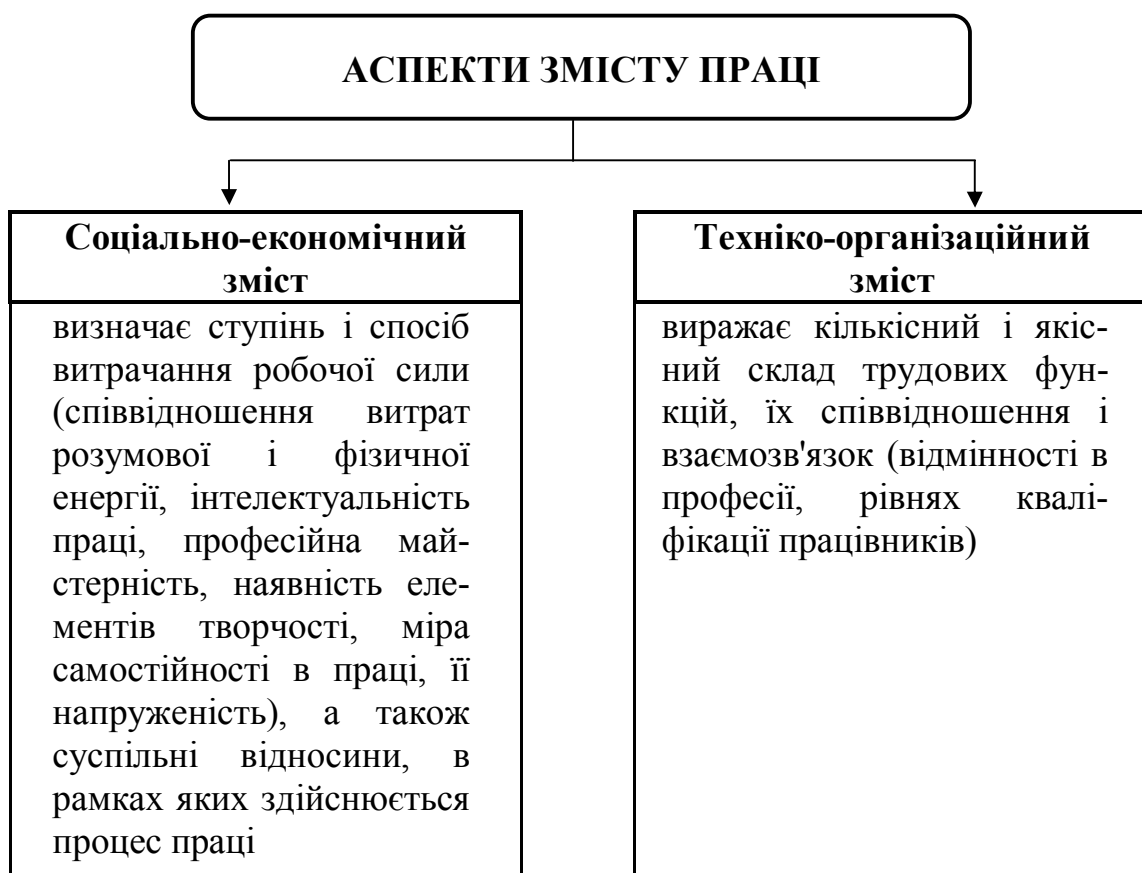 АСПЕКТИ ЗМІСТУ ПРАЦІ
Соціально-економічний
зміст
визначає ступінь і спосіб
витрачання робочої сили
(співвідношення витрат
розумової і фізичної
енергії, інтелектуальність
праці, професійна май-
стерність, наявність еле-
ментів творчості, міра
самостійності в праці, її
напруженість), а також
суспільні відносини, в
рамках яких здійснюється
процес праці
Техніко-організаційний
зміст
виражає кількісний і якіс-
ний склад трудових фун-
кцій, їх співвідношення і
взаємозв'язок (відмінності в
професії, рівнях квалі-
фікації працівників)